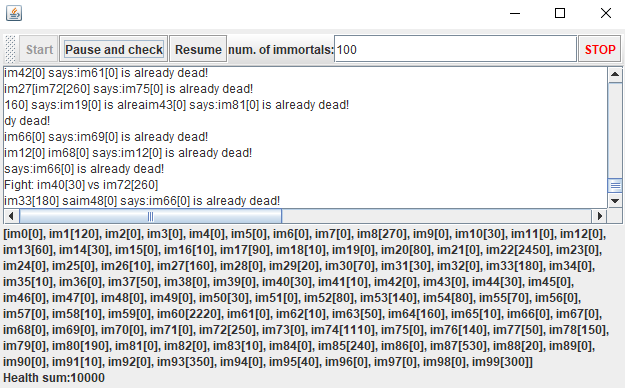 Start Pause and check Resume num. of immortals: 100 STOP
im42[0] says:im61[0] is already dead!
im27[im72[260] says:im75[0] is already dead!
160] says:im19[0] is alreaim43[0] says:im81[0] is already dead!
dy dead!
im66[0] says:im69[0] is already dead!
im12[0] im68[0] says:im12[0] is already dead!
says:im66[0] is already dead!
Fight: im40[30] vs im72[260]
im33[180] saim48[0] says:im66[0] is already dead!
[im0[0], im1[120], im2[0], im3[0], im4[0], im5[0], im6[0], im7[0], im8[270], im9[0], im10[30], im11[0], im12[0],
im13[60], im14[30], im15[0], im16[10], im17[90], im18[10], im19[0], im20[80], im21[0], im22[2450], im23[0],
im24[0], im25[0], im26[10], im27[160], im28[0], im29[20], im30[70], im31[30], im32[0], im33[180], im34[0],
im35[10], im36[0], im37[50], im38[0], im39[0], im40[30], im41[10], im42[0], im43[0], im44[30], im45[0],
im46[0], im47[0], im48[0], im49[0], im50[30], im51[0], im52[80], im53[140], im54[80], im55[70], im56[0],
im57[0], im58[10], im59[0], im60[2220], im61[0], im62[10], im63[50], im64[160], im65[10], im66[0], im67[0],
im68[0], im69[0], im70[0], im71[0], im72[250], im73[0], im74[1110], im75[0], im76[140], im77[50], im78[150],
im79[0], im80[190], im81[0], im82[0], im83[10], im84[0], im85[240], im86[0], im87[530], im88[20], im89[0],
im90[0], im91[10], im92[0], im93[350], im94[0], im95[40], im96[0], im97[0], im98[0], im99[300]]
Health sum:10000